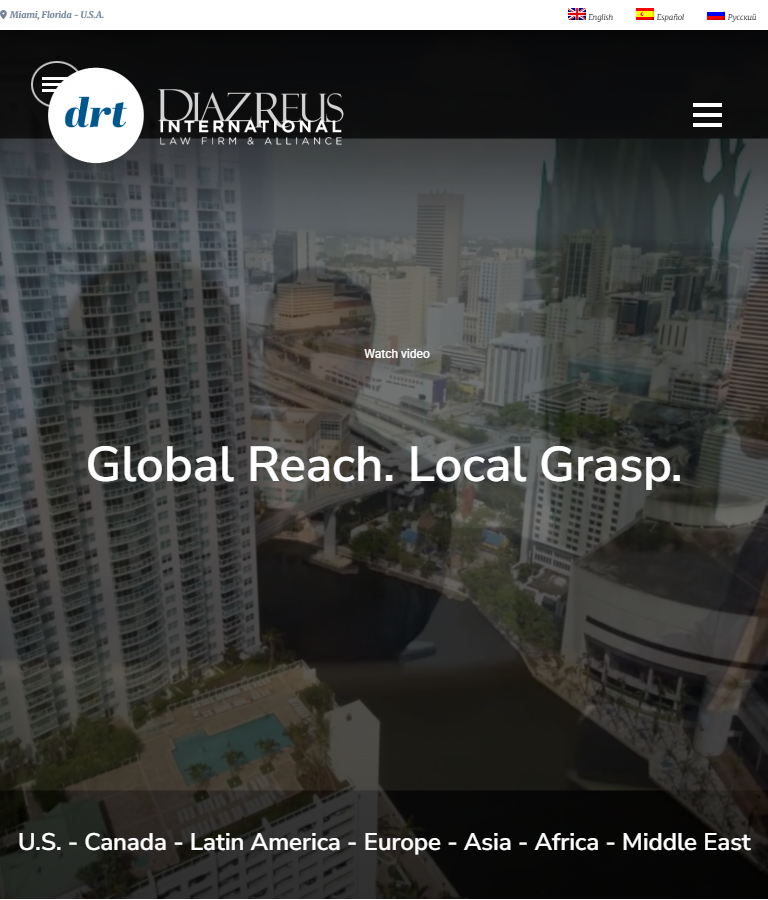 Miami, Florida - U.S.A.
English
Español
Русский
drt
DIAZREUS
INTERNATIONAL
LAW FIRM & ALLIANCE
Watch video
Global Reach. Local Grasp.
U.S. - Canada - Latin America - Europe - Asia - Africa - Middle East